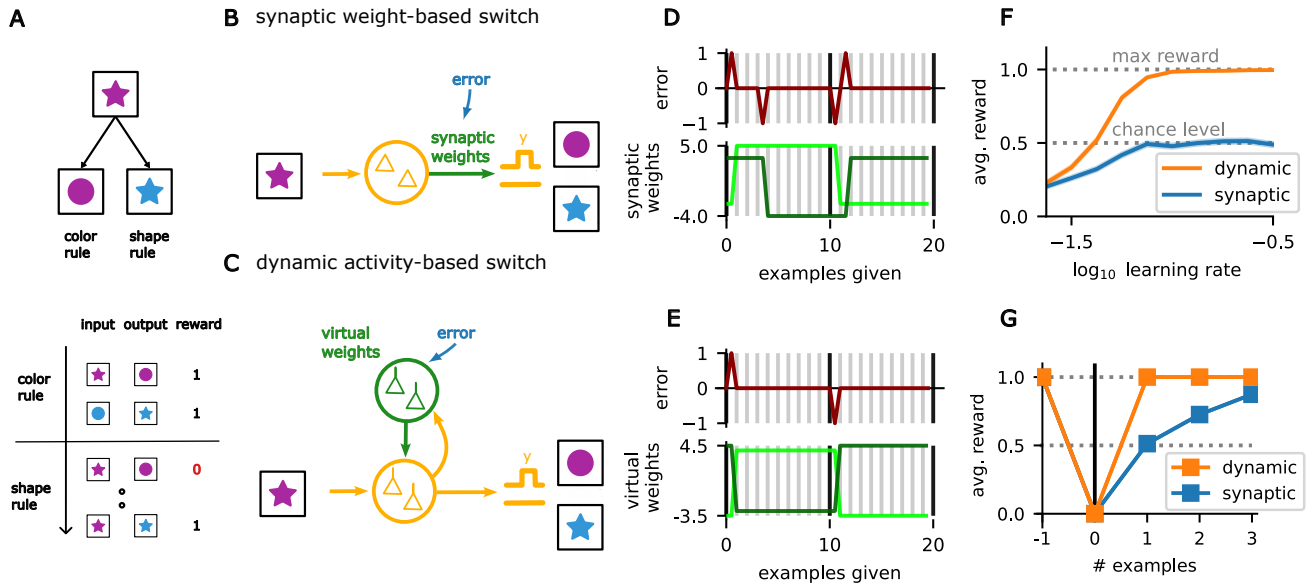 A
color
rule
shape
rule
input
output
reward
color
rule
1
1
shape
rule
0
1
B
synaptic weight-based switch
error
synaptic
weights
y
C
dynamic activity-based switch
virtual
weights
error
y
D
error
1
0
−1
synaptic
weights
5.0
-4.0
0
10
20
examples given
E
error
1
0
−1
virtual
weights
4.5
-3.5
0
10
20
examples given
F
avg. reward
1.0
0.5
0.0
max reward
chance level
dynamic
synaptic
−1.5
−0.5
log10 learning rate
G
avg. reward
1.0
0.5
0.0
dynamic
synaptic
-1
0
1
2
3
# examples